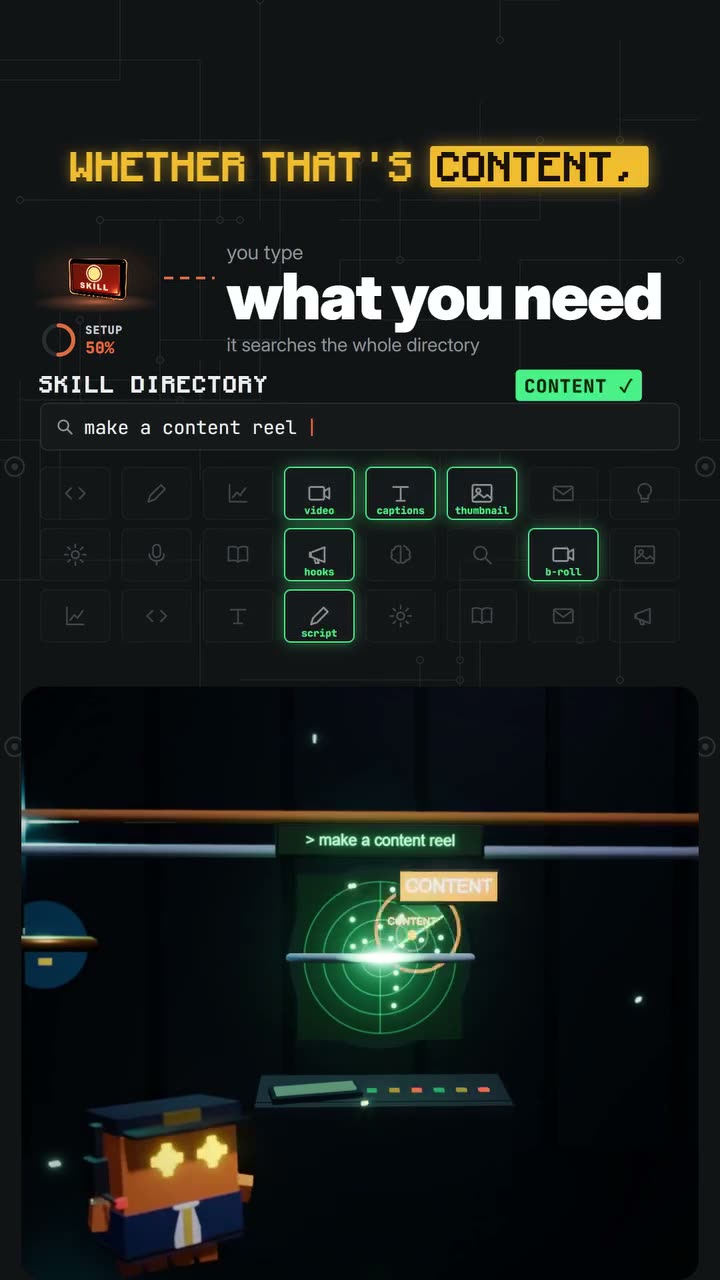 WHETHER THAT'S CONTENT,
you type
what you need
it searches the whole directory
SKILL
SETUP
50%
SKILL DIRECTORY
CONTENT ✓
make a content reel
video
captions
thumbnail
hooks
b-roll
script
> make a content reel
CONTENT
CONTENT